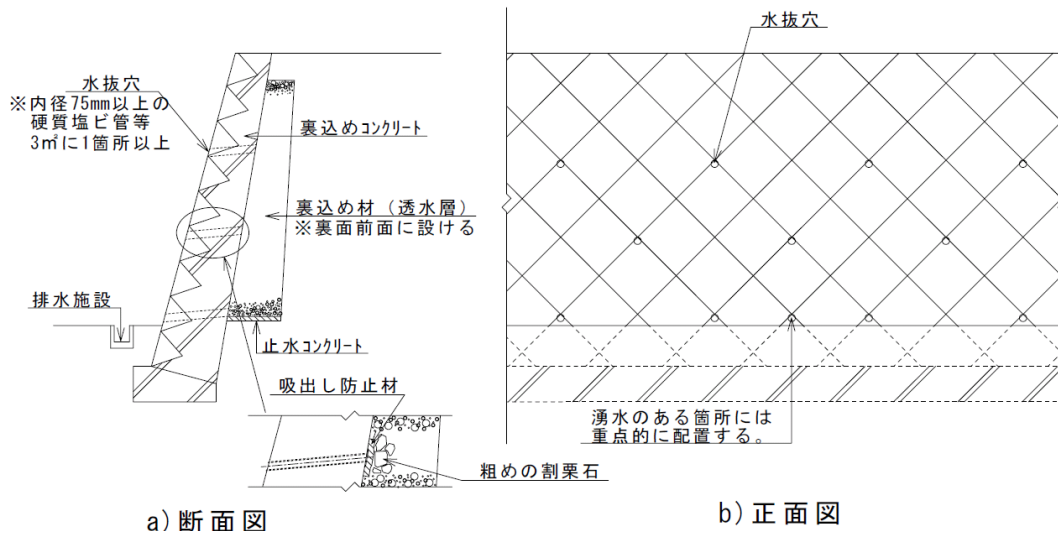 水抜穴
※内径75mm以上の
硬質塩ビ管等
3㎡に1箇所以上
裏込めコンクリート
裏込め材（透水層）
※裏面前面に設ける
排水施設
止水コンクリート
吸出し防止材
粗めの割栗石
a)断面図
水抜穴
湧水のある箇所には
重点的に配置する。
b)正面図